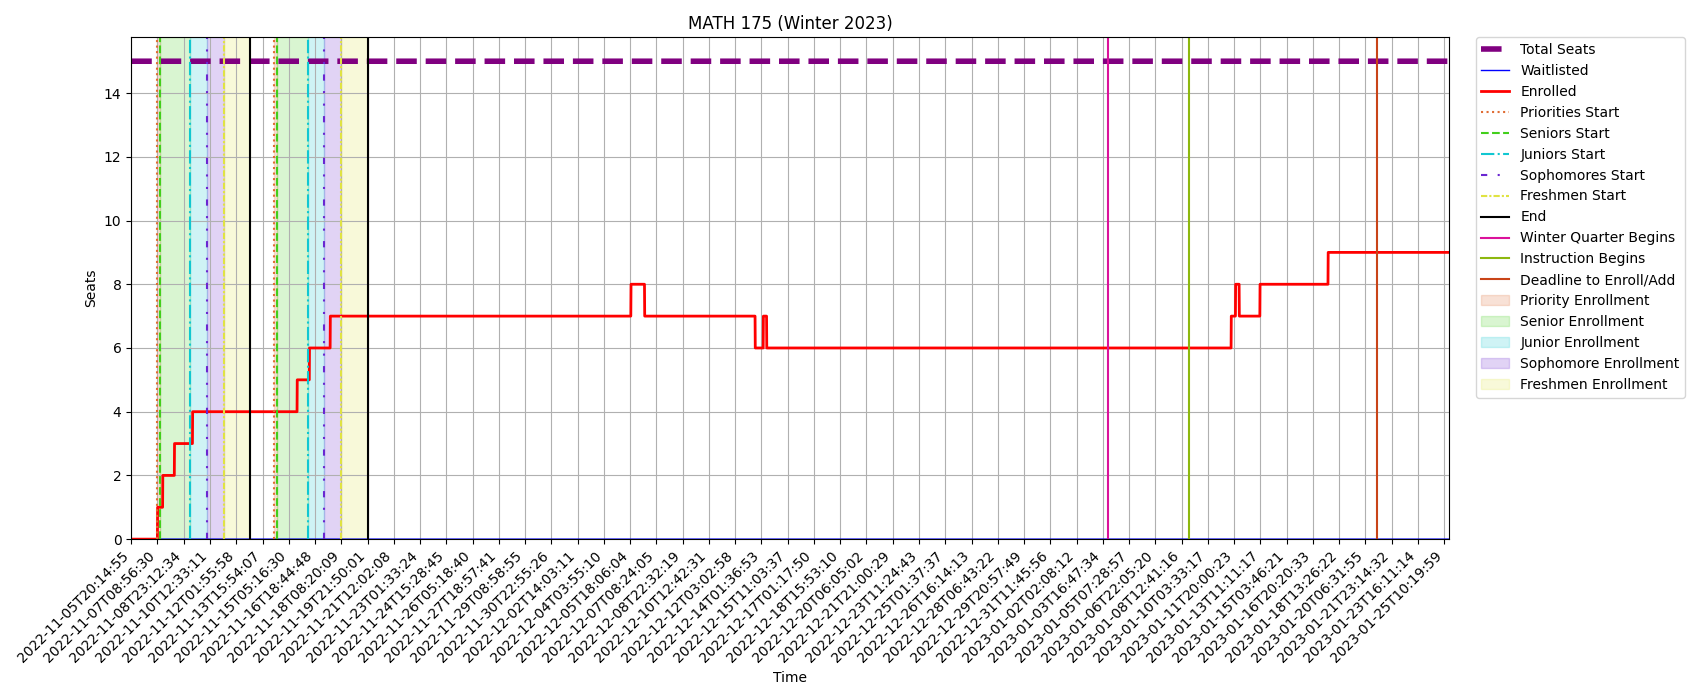 MATH 175 (Winter 2023)
Seats
14
12
10
8
6
4
2
0
2022-11-05T20:14:55
2022-11-07T08:56:30
2022-11-08T23:12:34
2022-11-10T12:33:11
2022-11-12T01:55:58
2022-11-13T15:54:07
2022-11-15T05:16:30
2022-11-16T18:44:48
2022-11-18T08:20:09
2022-11-19T21:50:01
2022-11-21T12:02:08
2022-11-23T01:33:24
2022-11-24T15:28:45
2022-11-26T05:18:40
2022-11-27T18:57:41
2022-11-29T08:58:55
2022-11-30T22:55:26
2022-12-02T14:03:11
2022-12-04T03:55:10
2022-12-05T18:06:04
2022-12-07T08:24:05
2022-12-08T22:32:19
2022-12-10T12:42:31
2022-12-12T03:02:58
2022-12-14T01:36:53
2022-12-15T11:03:37
2022-12-17T01:17:50
2022-12-18T15:53:10
2022-12-20T06:05:02
2022-12-21T21:00:29
2022-12-23T11:24:43
2022-12-25T01:37:37
2022-12-26T16:14:13
2022-12-28T06:43:22
2022-12-29T20:57:49
2022-12-31T11:45:56
2023-01-02T02:08:12
2023-01-03T16:47:34
2023-01-05T07:28:57
2023-01-06T22:05:20
2023-01-08T12:41:16
2023-01-10T03:33:17
2023-01-11T20:00:23
2023-01-13T11:11:17
2023-01-15T03:46:21
2023-01-16T20:20:33
2023-01-18T13:26:22
2023-01-20T06:31:55
2023-01-21T23:14:32
2023-01-23T16:11:14
2023-01-25T10:19:59
Time
Total Seats
Waitlisted
Enrolled
Priorities Start
Seniors Start
Juniors Start
Sophomores Start
Freshmen Start
End
Winter Quarter Begins
Instruction Begins
Deadline to Enroll/Add
Priority Enrollment
Senior Enrollment
Junior Enrollment
Sophomore Enrollment
Freshmen Enrollment